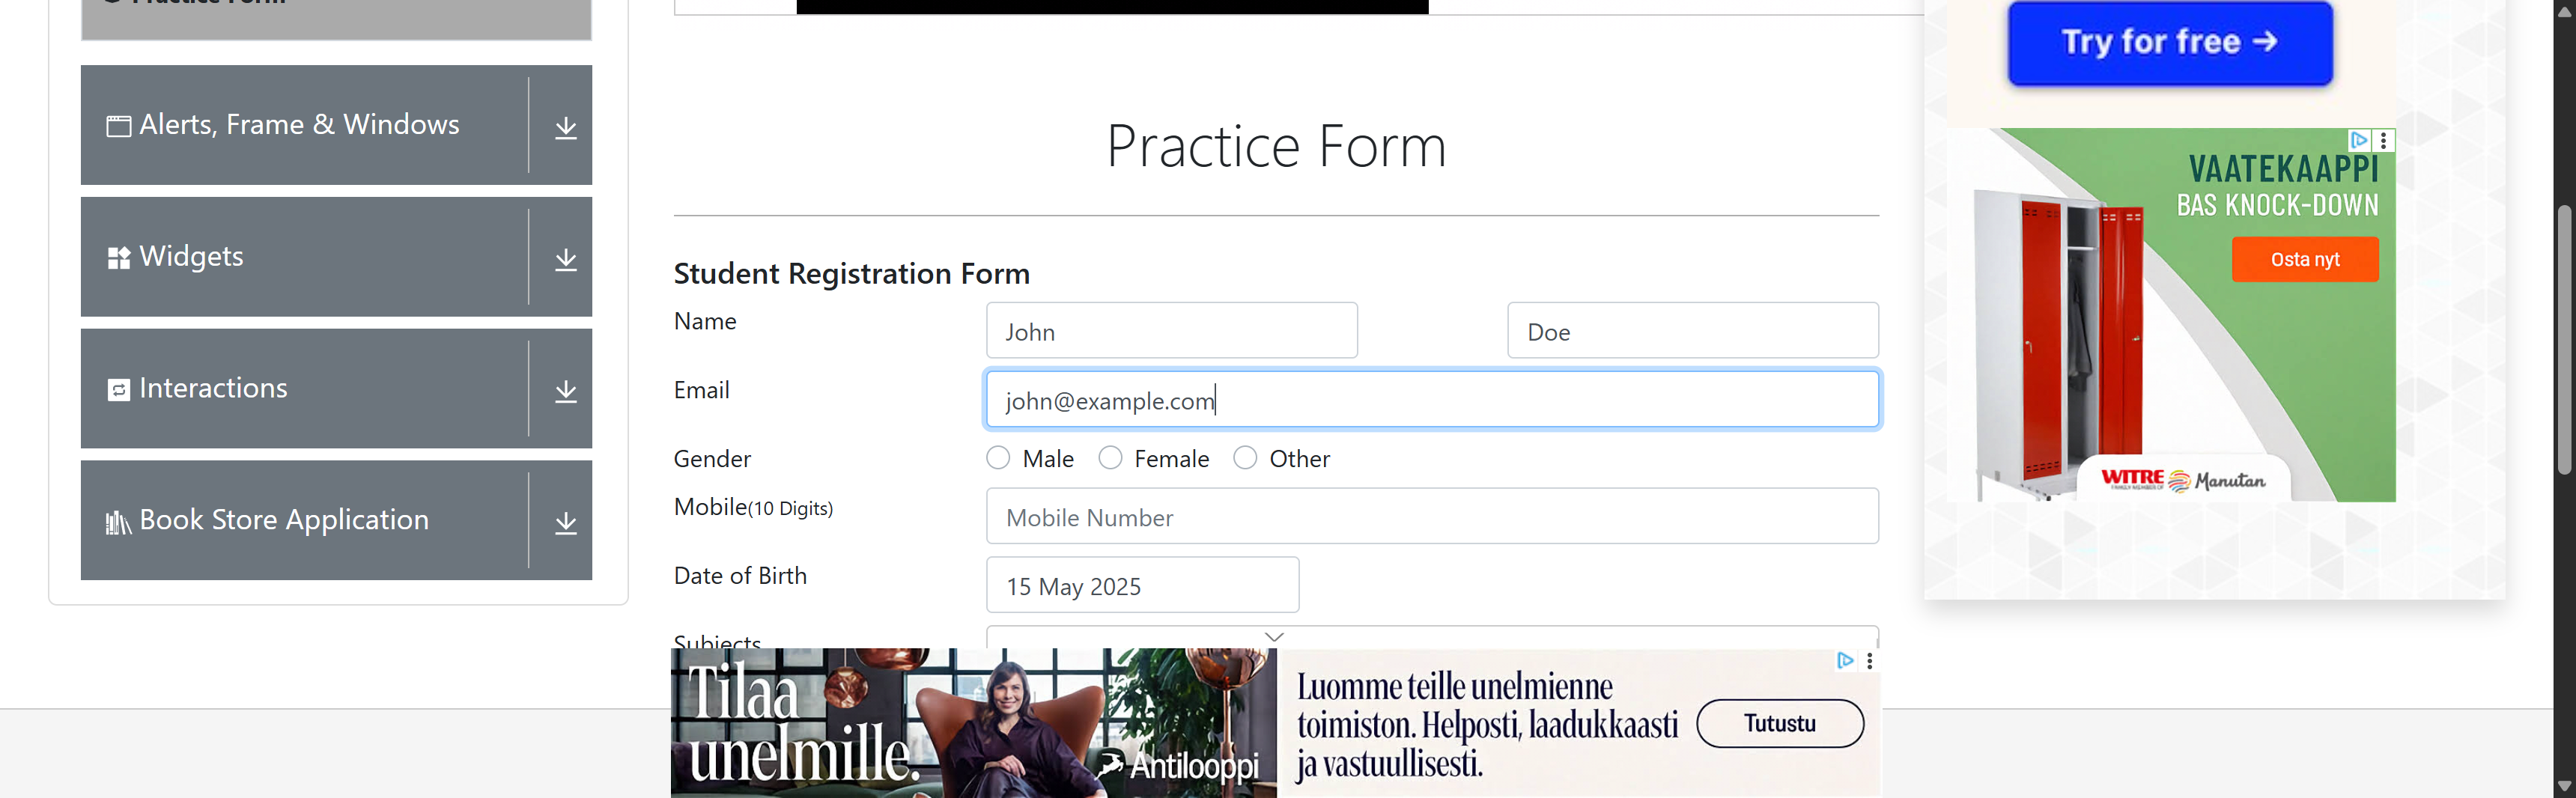 Practice Form
Alerts, Frame & Windows
Widgets
Interactions
Book Store Application
Practice Form
Student Registration Form
Name
John
Doe
Email
john@example.com
Gender
Male
Female
Other
Mobile(10 Digits)
Mobile Number
Date of Birth
15 May 2025
Subjects
Try for free →
VAATEKAAPPI
BAS KNOCK-DOWN
Osta nyt
WITRE
Manutan
Tilaa
unelmille.
Antilooppi
Luomme teille unelmienne
toimiston. Helposti, laadukkaasti
ja vastuullisesti.
Tutustu